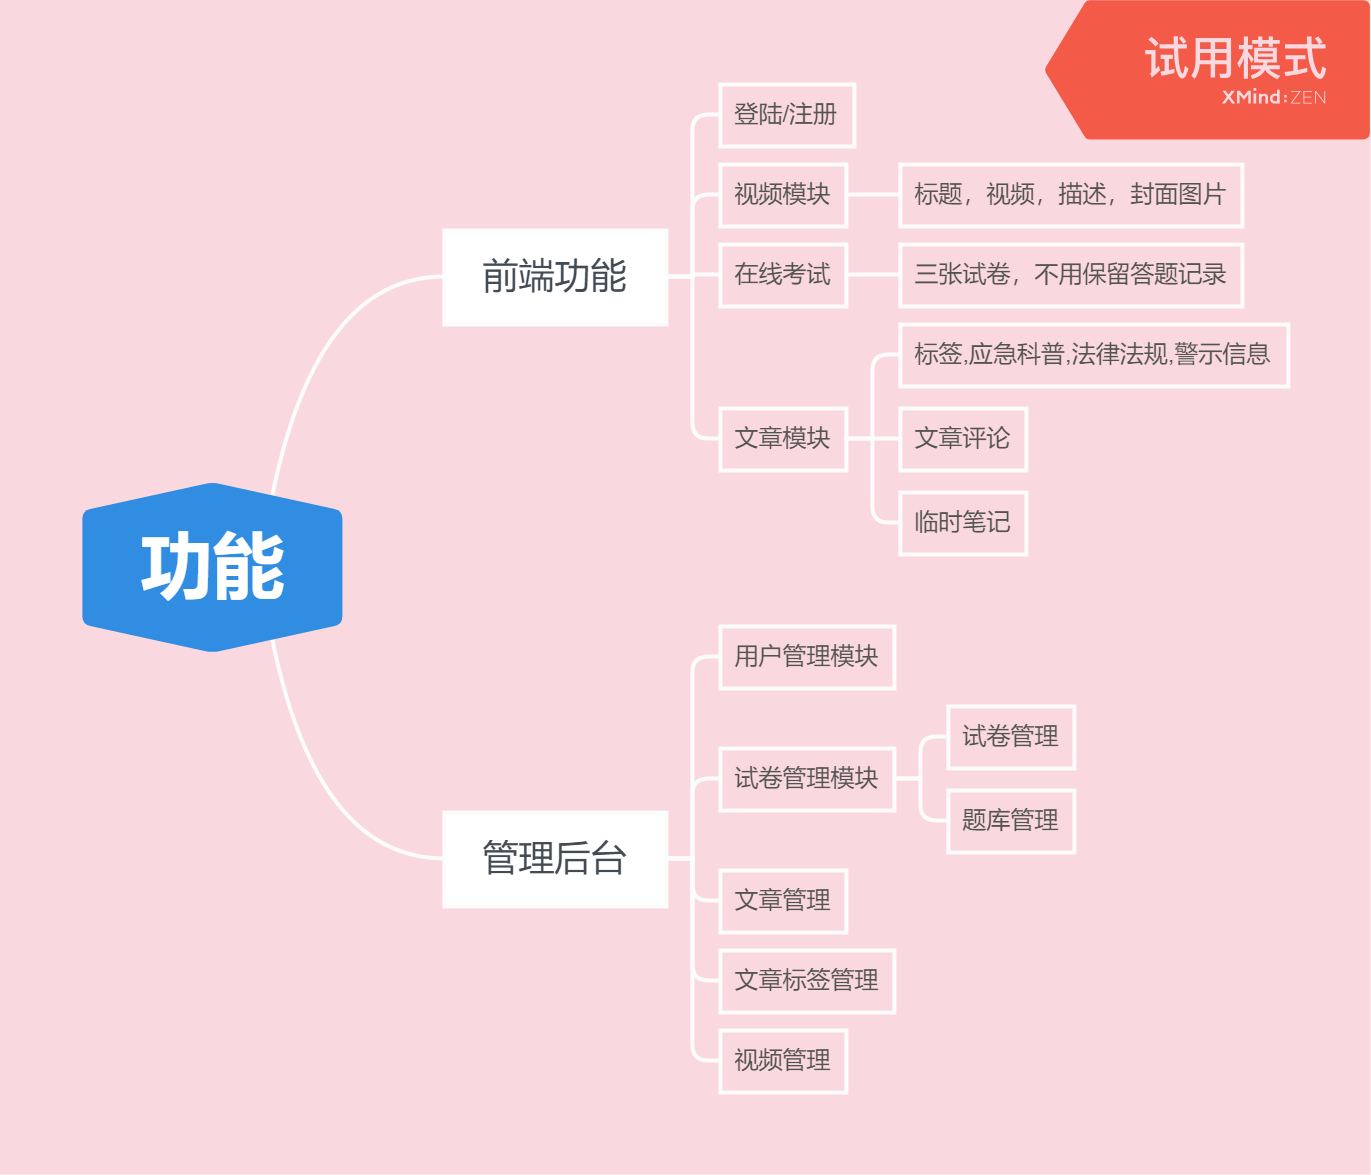 试用模式
XMind:ZEN
功能
前端功能
登陆/注册
视频模块
标题，视频，描述，封面图片
在线考试
三张试卷，不用保留答题记录
文章模块
标签,应急科普,法律法规,警示信息
文章评论
临时笔记
管理后台
用户管理模块
试卷管理模块
试卷管理
题库管理
文章管理
文章标签管理
视频管理